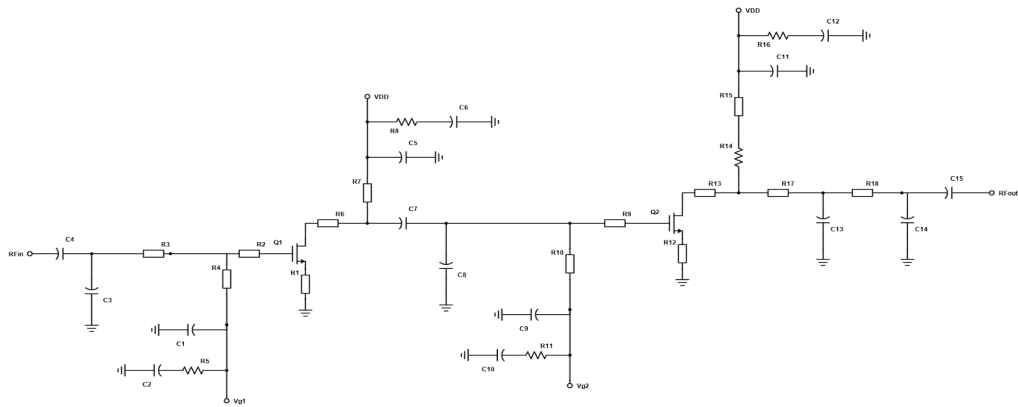 VDD
C12
R16
C11
R15
R14
VDD
C6
R8
C5
R7
R6
C7
R9
Q2
R13
R17
R18
C15
RFout
C13
C14
R12
RFin
C4
R3
R2
Q1
R4
R1
C3
C8
R10
C1
C9
R5
C2
R11
C10
Vg1
Vg2